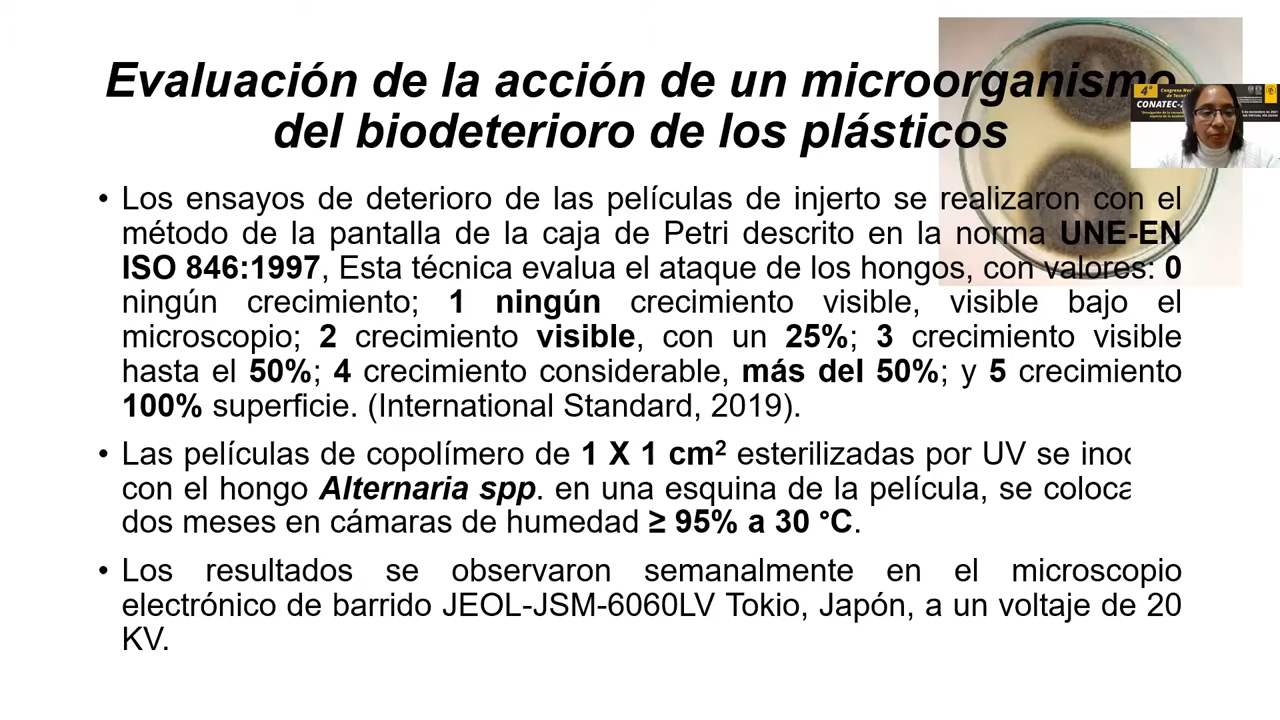 Evaluación de la acción de un microorganismo
del biodeterioro de los plásticos
• Los ensayos de deterioro de las películas de injerto se realizaron con el
método de la pantalla de la caja de Petri descrito en la norma UNE-EN
ISO 846:1997, Esta técnica evalua el ataque de los hongos, con valores: 0
ningún crecimiento; 1 ningún crecimiento visible, visible bajo el
microscopio; 2 crecimiento visible, con un 25%; 3 crecimiento visible
hasta el 50%; 4 crecimiento considerable, más del 50%; y 5 crecimiento
100% superficie. (International Standard, 2019).
• Las películas de copolímero de 1 X 1 cm² esterilizadas por UV se
con el hongo Alternaria spp. en una esquina de la película, se
dos meses en cámaras de humedad ≥ 95% a 30 °C.
• Los resultados se observaron semanalmente en el microscopio
electrónico de barrido JEOL-JSM-6060LV Tokio, Japón, a un voltaje de 20
KV.
4° Congreso